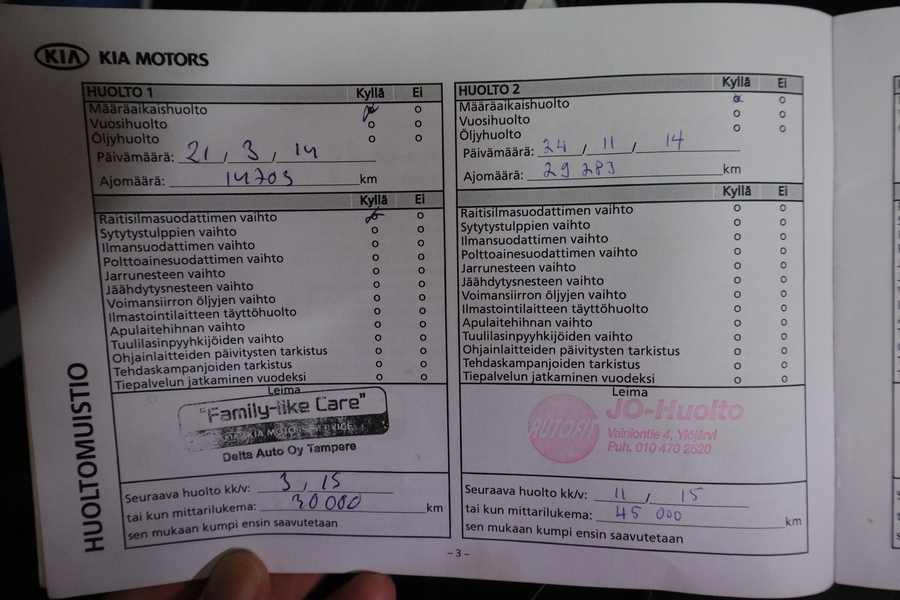 KIA KIA MOTORS
HUOLTOMUISTIO
HUOLTO 1 Kyllä Ei
Määräaikaishuolto o
Vuosihuolto o o
Öljyhuolto o o
Päivämäärä: 21 / 3 / 14
Ajomäärä: 14703 km
Kyllä Ei
Raitisilmasuodattimen vaihto o
Sytytystulppien vaihto o o
Ilmansuodattimen vaihto o o
Polttoainesuodattimen vaihto o o
Jarrunesteen vaihto o o
Jäähdytysnesteen vaihto o o
Voimansiirron öljyjen vaihto o o
Ilmastointilaitteen täyttöhuolto o o
Apulaitehihnan vaihto o o
Tuulilasinpyyhkijöiden vaihto o o
Ohjainlaitteiden päivitysten tarkistus o o
Tehdaskampanjoiden tarkistus o o
Tiepalvelun jatkaminen vuodeksi o o
Leima
"Family-like Care"
KIA MOTORS SERVICE
Delta Auto Oy Tampere
Seuraava huolto kk/v: 3 / 15
tai kun mittarilukema: 30 000 km
sen mukaan kumpi ensin saavutetaan
HUOLTO 2 Kyllä Ei
Määräaikaishuolto o
Vuosihuolto o o
Öljyhuolto o o
Päivämäärä: 24 / 11 / 14
Ajomäärä: 29 283 km
Kyllä Ei
Raitisilmasuodattimen vaihto o o
Sytytystulppien vaihto o o
Ilmansuodattimen vaihto o o
Polttoainesuodattimen vaihto o o
Jarrunesteen vaihto o o
Jäähdytysnesteen vaihto o o
Voimansiirron öljyjen vaihto o o
Ilmastointilaitteen täyttöhuolto o o
Apulaitehihnan vaihto o o
Tuulilasinpyyhkijöiden vaihto o o
Ohjainlaitteiden päivitysten tarkistus o o
Tehdaskampanjoiden tarkistus o o
Tiepalvelun jatkaminen vuodeksi o o
Leima
AUTOFIT
JO-Huolto
Vainiontie 4, Ylöjärvi
Puh. 010 470 2520
Seuraava huolto kk/v: 11 / 15
tai kun mittarilukema: 45 000 km
sen mukaan kumpi ensin saavutetaan
– 3 –